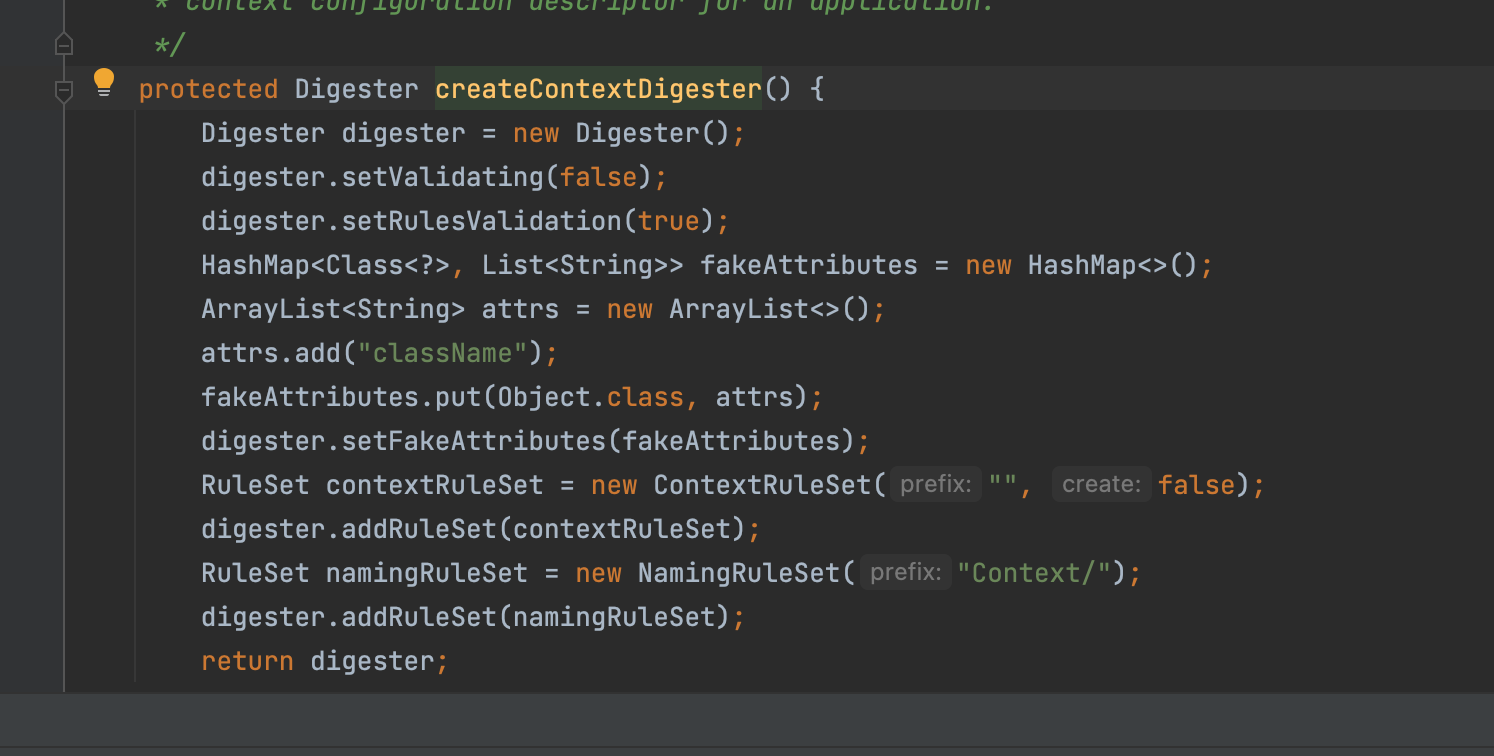 * context configuration descriptor for an application.
*/
protected Digester createContextDigester() {
Digester digester = new Digester();
digester.setValidating(false);
digester.setRulesValidation(true);
HashMap<Class<?>, List<String>> fakeAttributes = new HashMap<>();
ArrayList<String> attrs = new ArrayList<>();
attrs.add("className");
fakeAttributes.put(Object.class, attrs);
digester.setFakeAttributes(fakeAttributes);
RuleSet contextRuleSet = new ContextRuleSet( prefix: "", create: false);
digester.addRuleSet(contextRuleSet);
RuleSet namingRuleSet = new NamingRuleSet( prefix: "Context/");
digester.addRuleSet(namingRuleSet);
return digester;